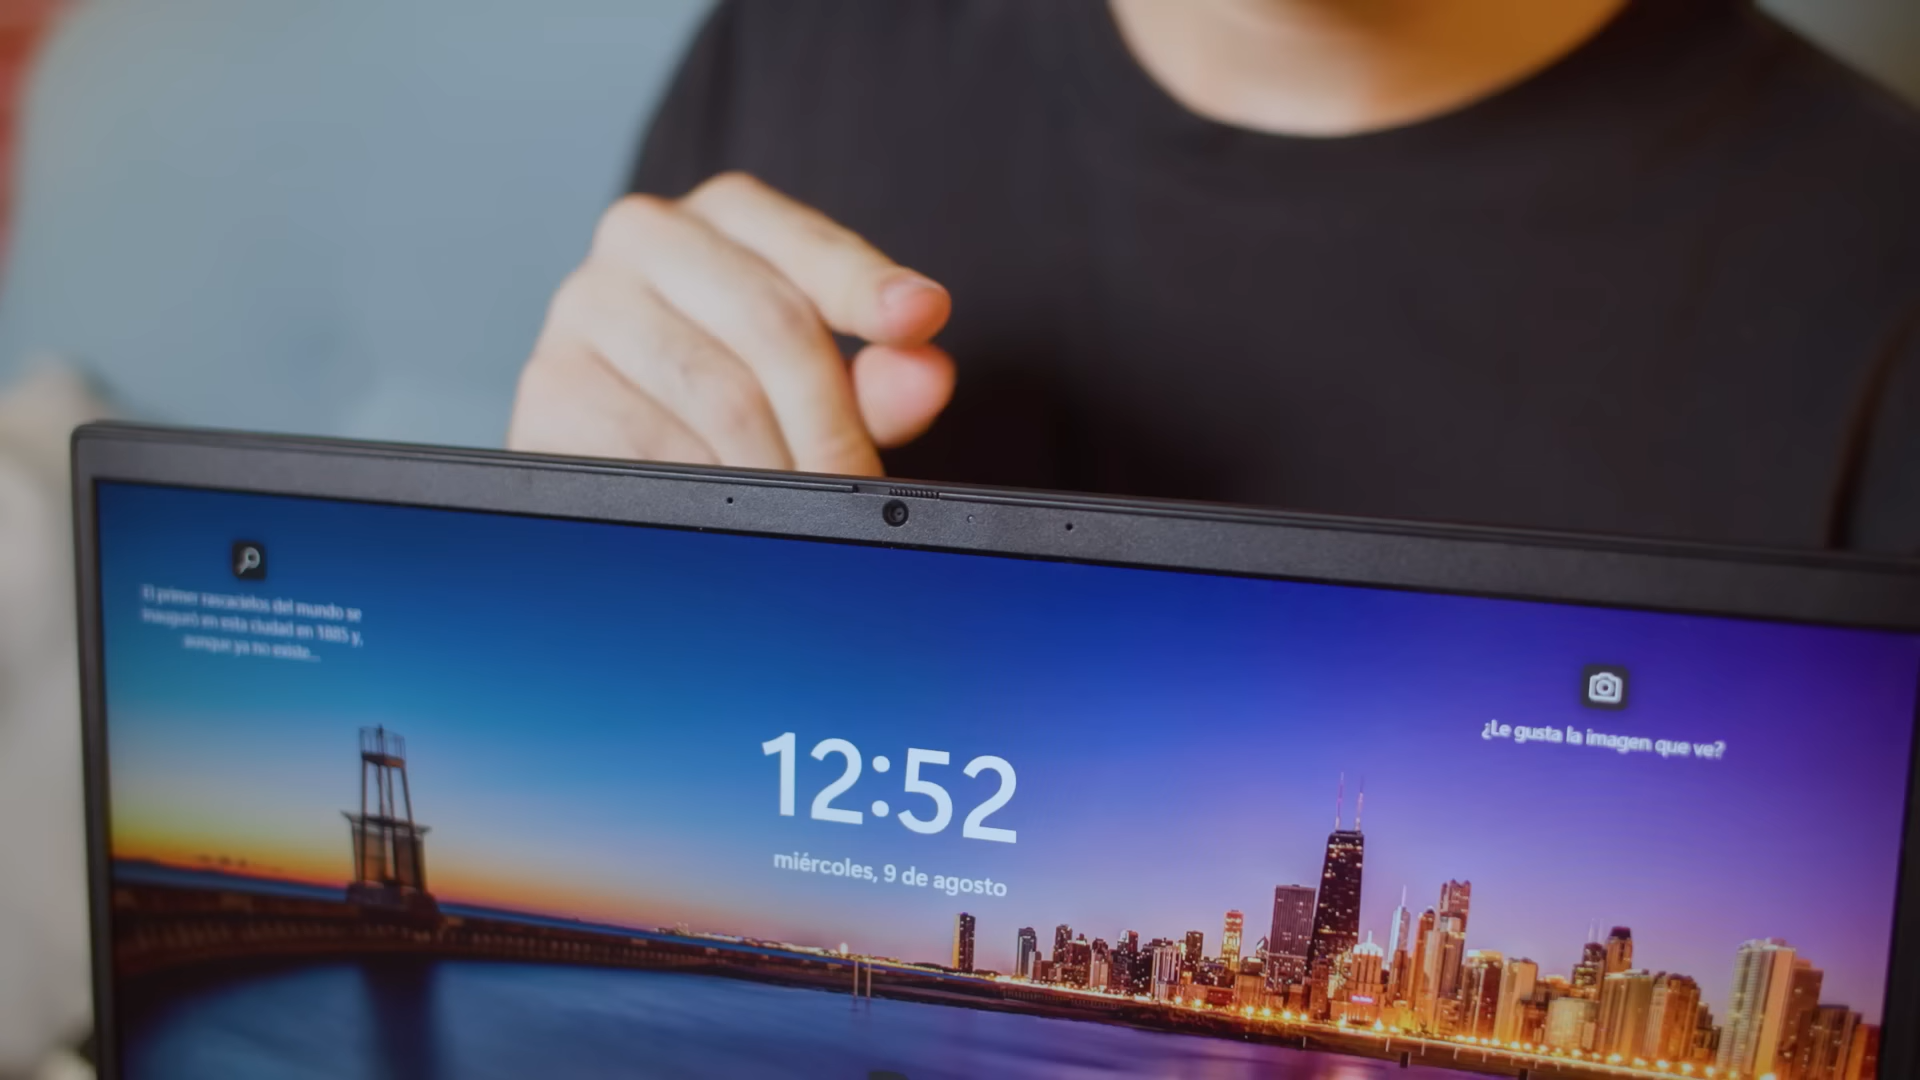 El primer rascacielos del mundo se
inauguró en esta ciudad en 1885 y,
aunque ya no existe...
¿Le gusta la imagen que ve?
12:52
miércoles, 9 de agosto